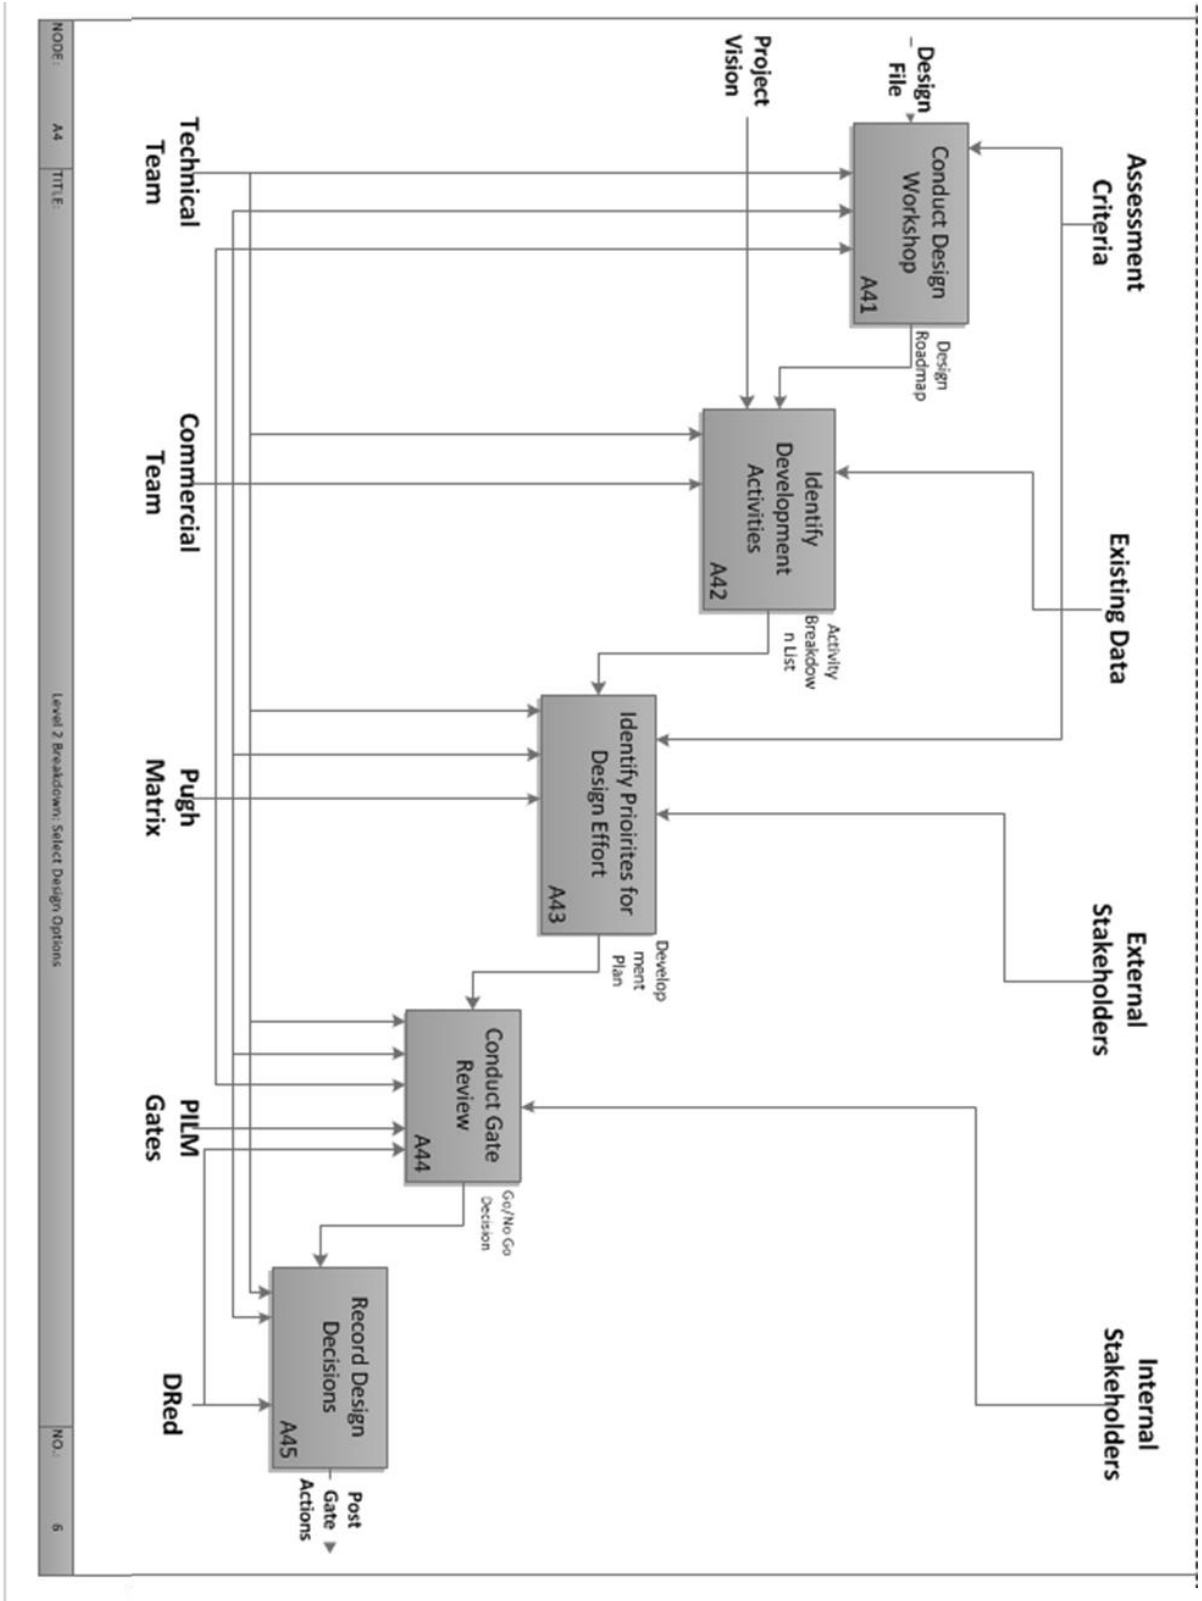 Assessment
Criteria
Existing Data
External
Stakeholders
Internal
Stakeholders
Design
File
Project
Vision
Conduct Design
Workshop
A41
Design
Roadmap
Identify
Development
Activities
A42
Activity
Breakdow
n List
Identify Prioirites for
Design Effort
A43
Develop
ment
Plan
Conduct Gate
Review
A44
Go/No Go
Decision
Record Design
Decisions
A45
Post
Gate
Actions
Technical
Team
Commercial
Team
Pugh
Matrix
PILM
Gates
DRed
NODE: A4 TITLE: Level 2 Breakdown: Select Design Options NO.: 6